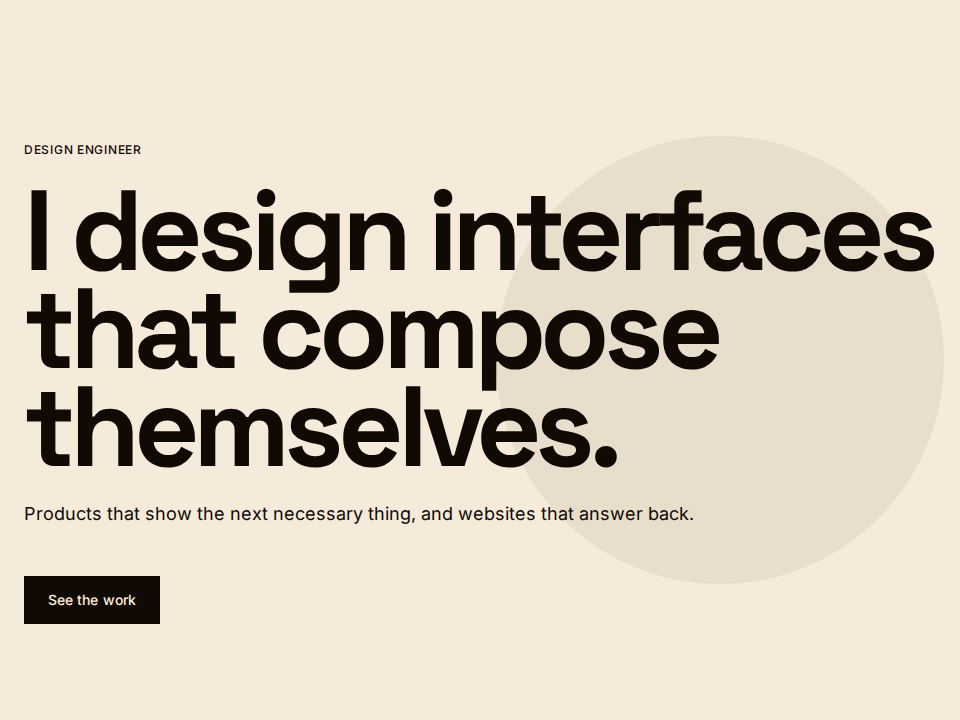 DESIGN ENGINEER
I design interfaces
that compose
themselves.
Products that show the next necessary thing, and websites that answer back.
See the work